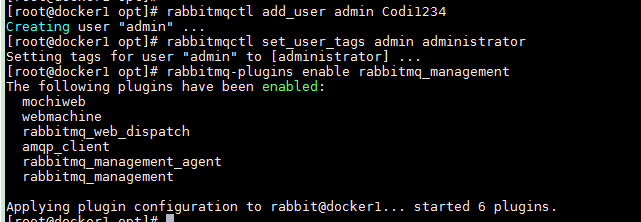 [root@docker1 opt]# rabbitmqctl add_user admin Codi1234
Creating user "admin" ...
[root@docker1 opt]# rabbitmqctl set_user_tags admin administrator
Setting tags for user "admin" to [administrator] ...
[root@docker1 opt]# rabbitmq-plugins enable rabbitmq_management
The following plugins have been enabled:
  mochiweb
  webmachine
  rabbitmq_web_dispatch
  amqp_client
  rabbitmq_management_agent
  rabbitmq_management
Applying plugin configuration to rabbit@docker1... started 6 plugins.
[root@docker1 opt]#